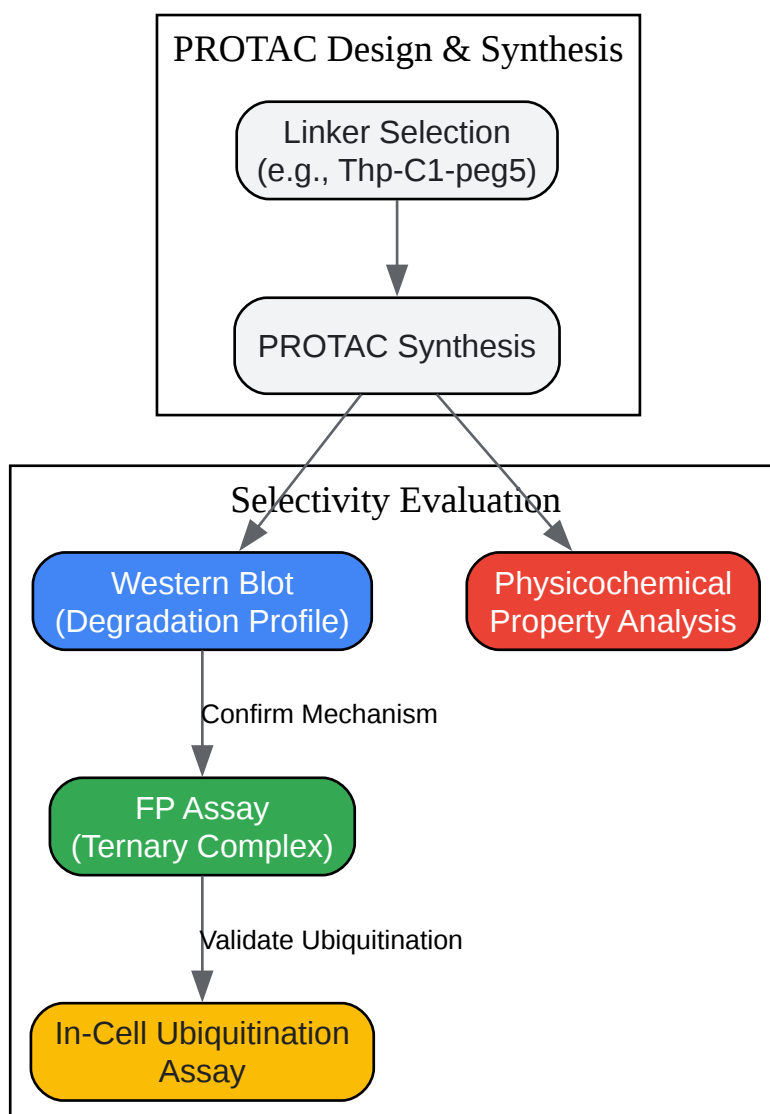 PROTAC Design & Synthesis
Linker Selection
(e.g., Thp-C1-peg5)
PROTAC Synthesis
Selectivity Evaluation
Western Blot
(Degradation Profile)
Physicochemical
Property Analysis
Confirm Mechanism
FP Assay
(Ternary Complex)
Validate Ubiquitination
In-Cell Ubiquitination
Assay